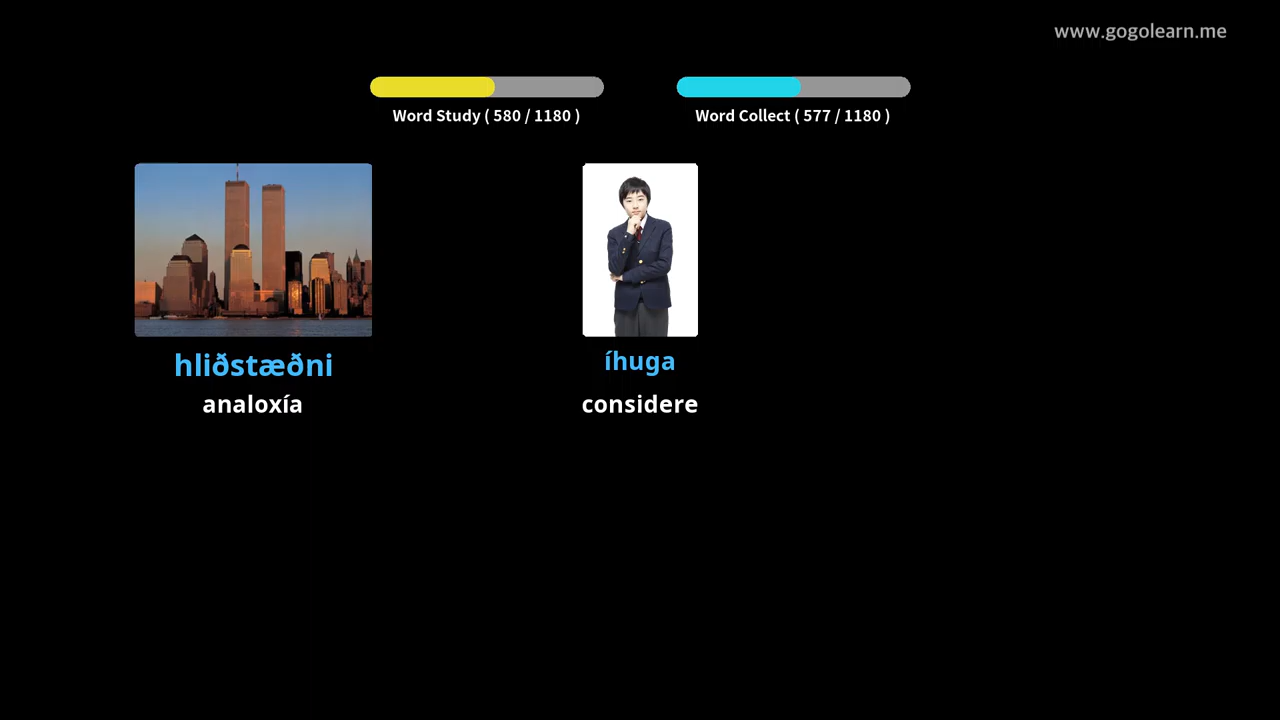 www.gogolearn.me
Word Study ( 580 / 1180 )
Word Collect ( 577 / 1180 )
hliðstæðni
analoxía
íhuga
considere